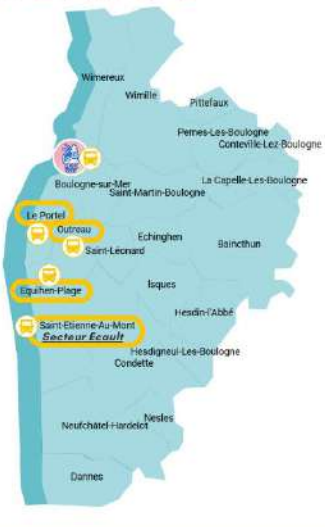 Wimereux
Wimille
Pittefaux
Pernes-Les-Boulogne
Conteville-Lez-Boulogne
La Capelle-Les-Boulogne
Boulogne-sur-Mer
Saint-Martin-Boulogne
Le Portel
Outreau
Echinghen
Baincthun
Saint-Léonard
Isques
Equihen-Plage
Hesdin-l'Abbé
Saint-Etienne-Au-Mont
Secteur Ecault
Hesdigneul-Les-Boulogne
Condette
Nesles
Neufchâtel-Hardelot
Dannes